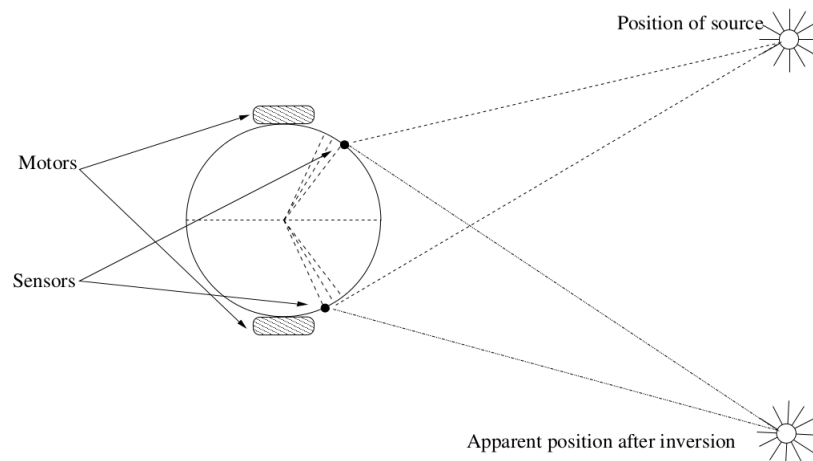 Position of source
Motors
Sensors
Apparent position after inversion